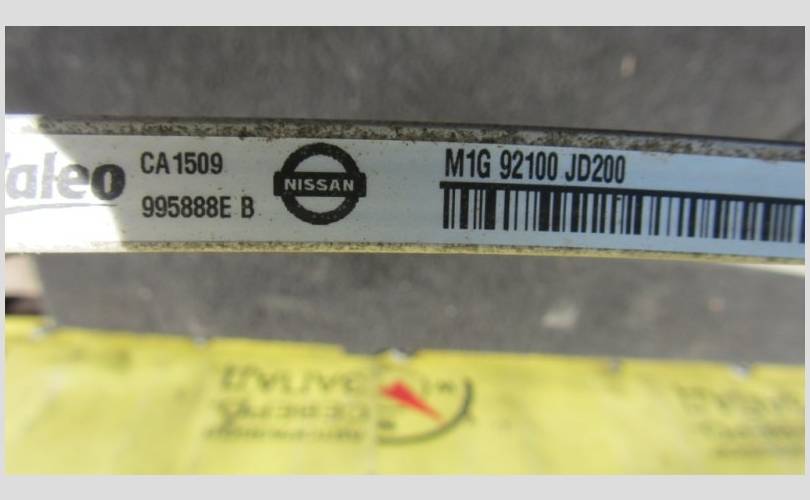 Valeo
CA1509
995888E B
NISSAN
M1G 92100 JD200